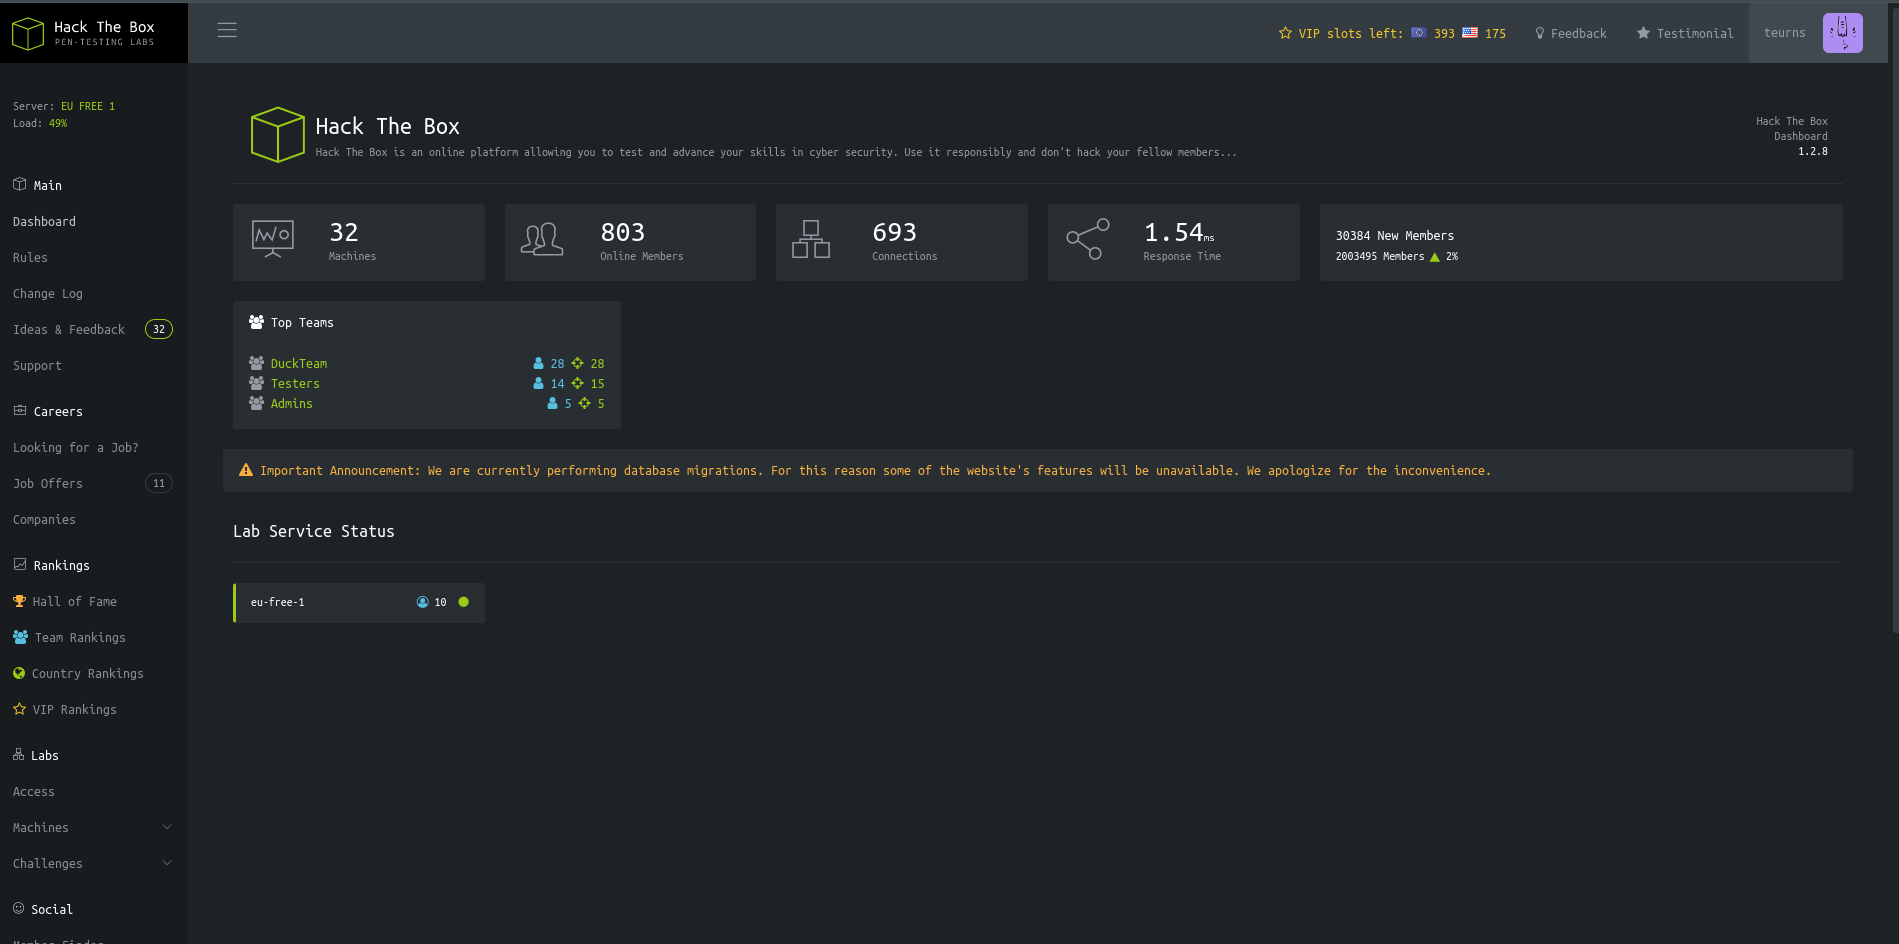 Hack The Box
PEN-TESTING LABS
VIP slots left: 393 175
Feedback
Testimonial
teurns
Server: EU FREE 1
Load: 49%
Main
Dashboard
Rules
Change Log
Ideas & Feedback 32
Support
Careers
Looking for a Job?
Job Offers 11
Companies
Rankings
Hall of Fame
Team Rankings
Country Rankings
VIP Rankings
Labs
Access
Machines
Challenges
Social
Member Finder
Hack The Box
Hack The Box is an online platform allowing you to test and advance your skills in cyber security. Use it responsibly and don't hack your fellow members...
Hack The Box
Dashboard
1.2.8
32
Machines
803
Online Members
693
Connections
1.54ms
Response Time
30384 New Members
2003495 Members 2%
Top Teams
DuckTeam 28 28
Testers 14 15
Admins 5 5
Important Announcement: We are currently performing database migrations. For this reason some of the website's features will be unavailable. We apologize for the inconvenience.
Lab Service Status
eu-free-1 10